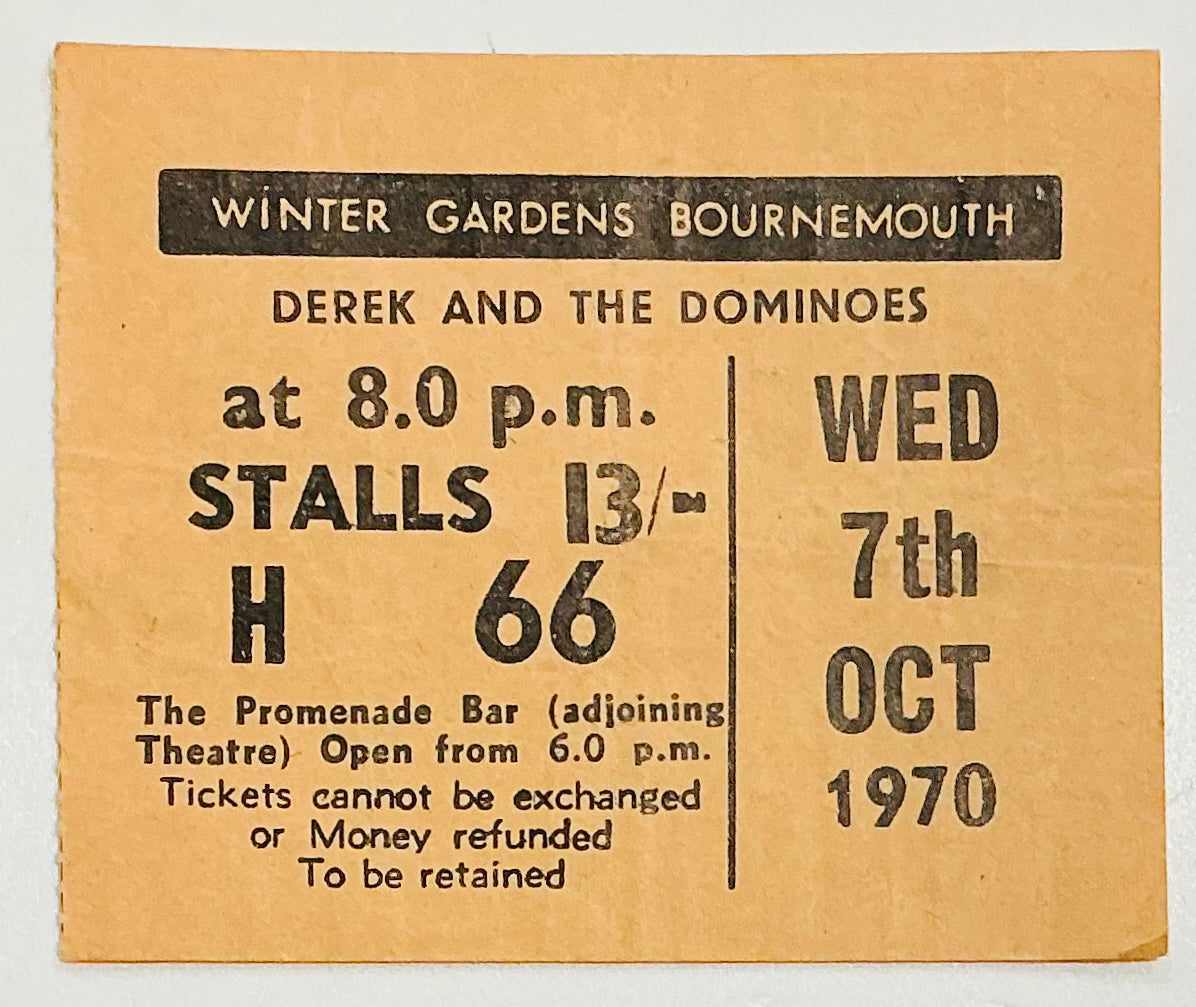 WINTER GARDENS BOURNEMOUTH
DEREK AND THE DOMINOES
at 8.0 p.m.
STALLS 13/-
H 66
The Promenade Bar (adjoining
Theatre) Open from 6.0 p.m.
Tickets cannot be exchanged
or Money refunded
To be retained
WED
7th
OCT
1970